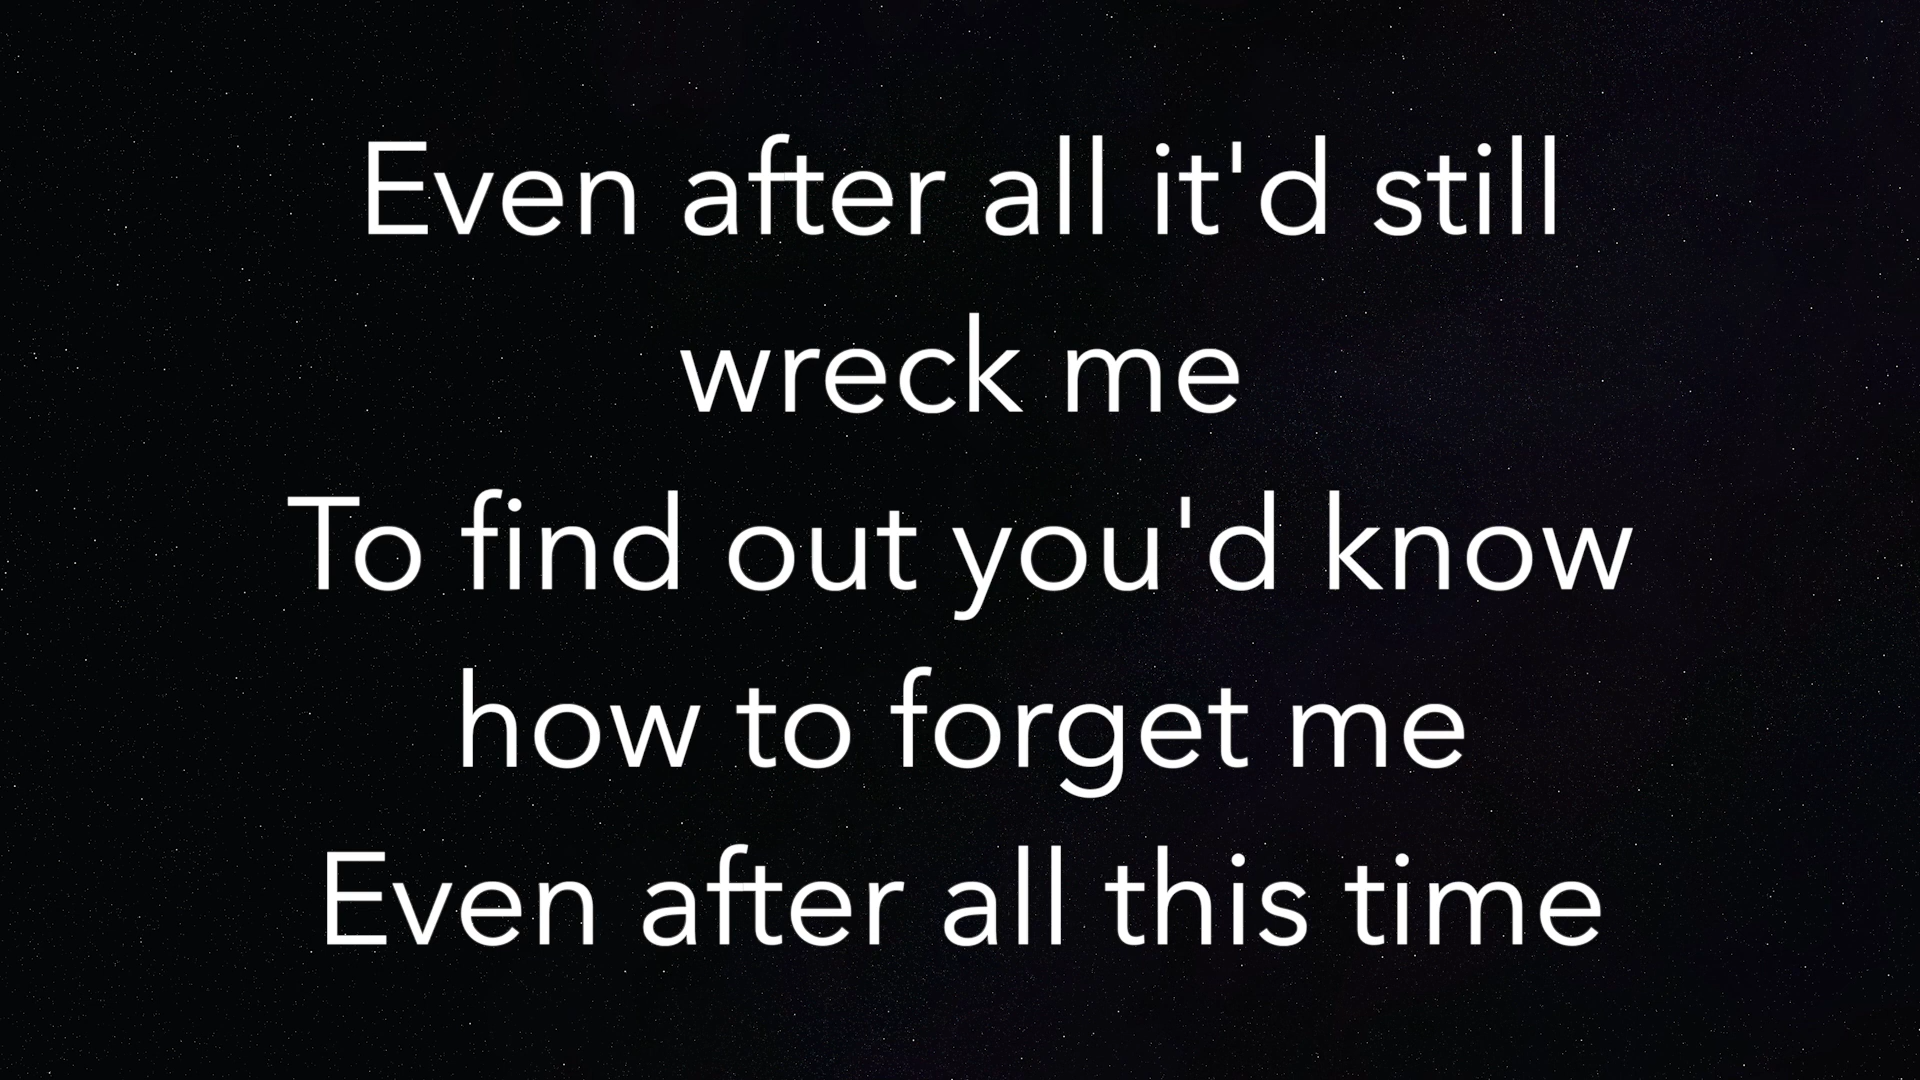 Even after all it'd still
wreck me
To find out you'd know
how to forget me
Even after all this time